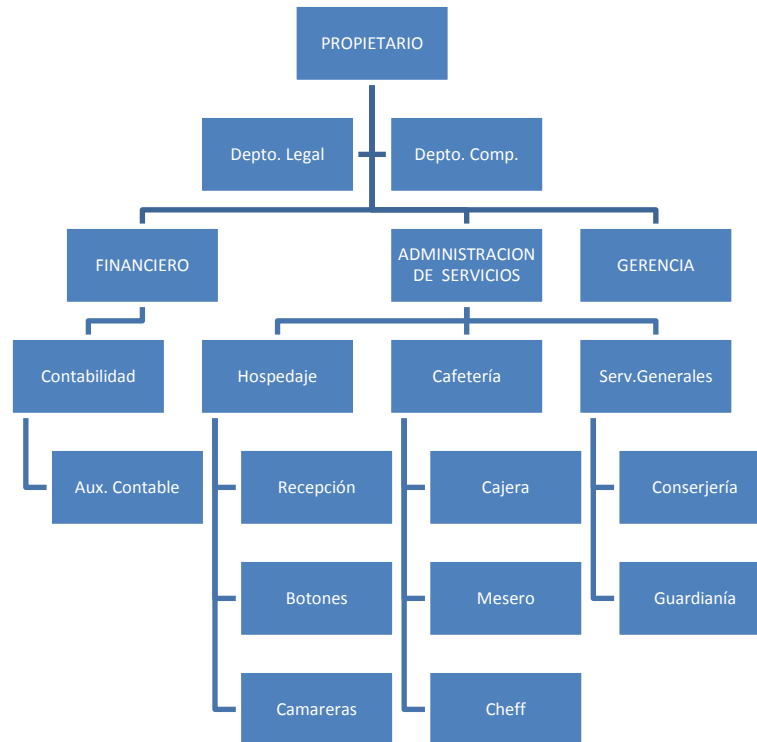 PROPIETARIO
Depto. Legal
Depto. Comp.
FINANCIERO
ADMINISTRACION
DE SERVICIOS
GERENCIA
Contabilidad
Hospedaje
Cafetería
Serv.Generales
Aux. Contable
Recepción
Cajera
Conserjería
Botones
Mesero
Guardianía
Camareras
Cheff